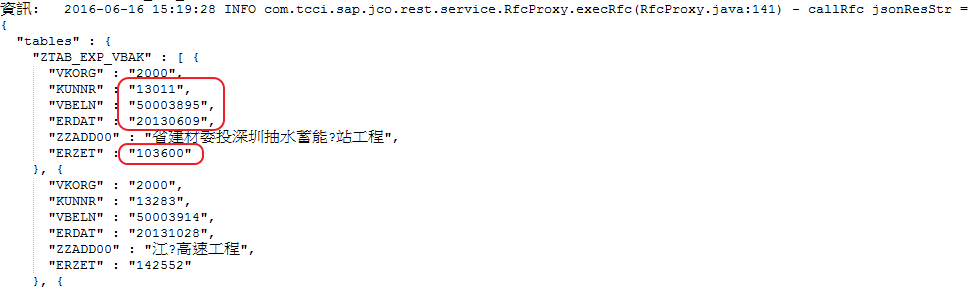 資訊:   2016-06-16 15:19:28 INFO com.tcci.sap.jco.rest.service.RfcProxy.execRfc(RfcProxy.java:141) - callRfc jsonResStr =
{
  "tables" : {
    "ZTAB_EXP_VBAK" : [ {
      "VKORG" : "2000",
      "KUNNR" : "13011",
      "VBELN" : "50003895",
      "ERDAT" : "20130609",
      "ZZADD00" : "省建材委投深圳抽水蓄能?站工程",
      "ERZET" : "103600"
    }, {
      "VKORG" : "2000",
      "KUNNR" : "13283",
      "VBELN" : "50003914",
      "ERDAT" : "20131028",
      "ZZADD00" : "江?高速工程",
      "ERZET" : "142552"
    }, {